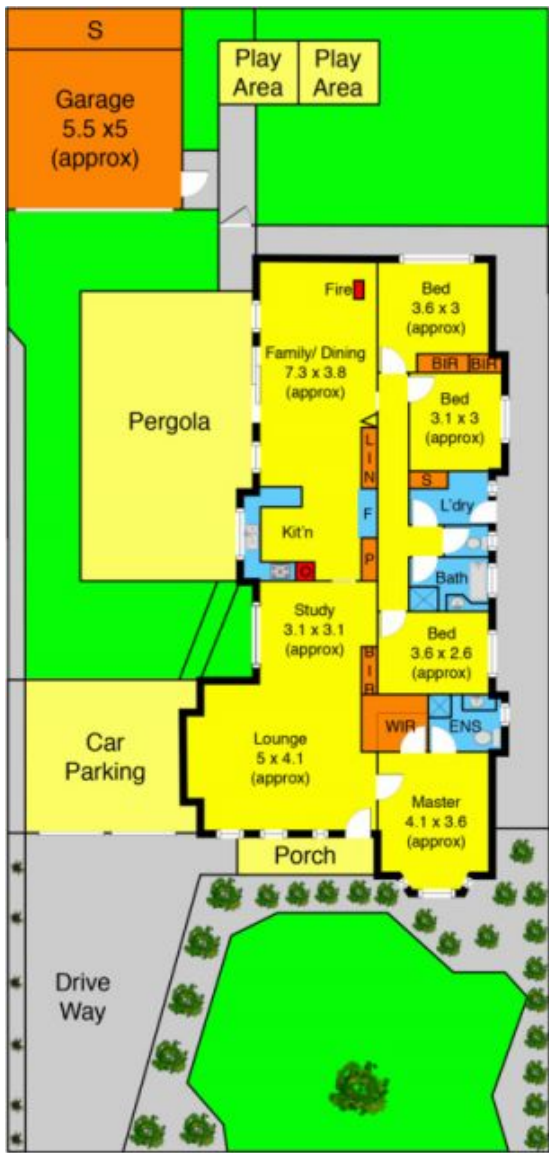 S
Garage
5.5 x5
(approx)
Play
Area
Play
Area
Fire
Bed
3.6 x 3
(approx)
Family/ Dining
7.3 x 3.8
(approx)
BIR
BIR
Bed
3.1 x 3
(approx)
Pergola
L
I
N
S
L'dry
F
Kit'n
P
Bath
Study
3.1 x 3.1
(approx)
Bed
3.6 x 2.6
(approx)
B
I
R
WIR
ENS
Car
Parking
Lounge
5 x 4.1
(approx)
Master
4.1 x 3.6
(approx)
Porch
Drive
Way